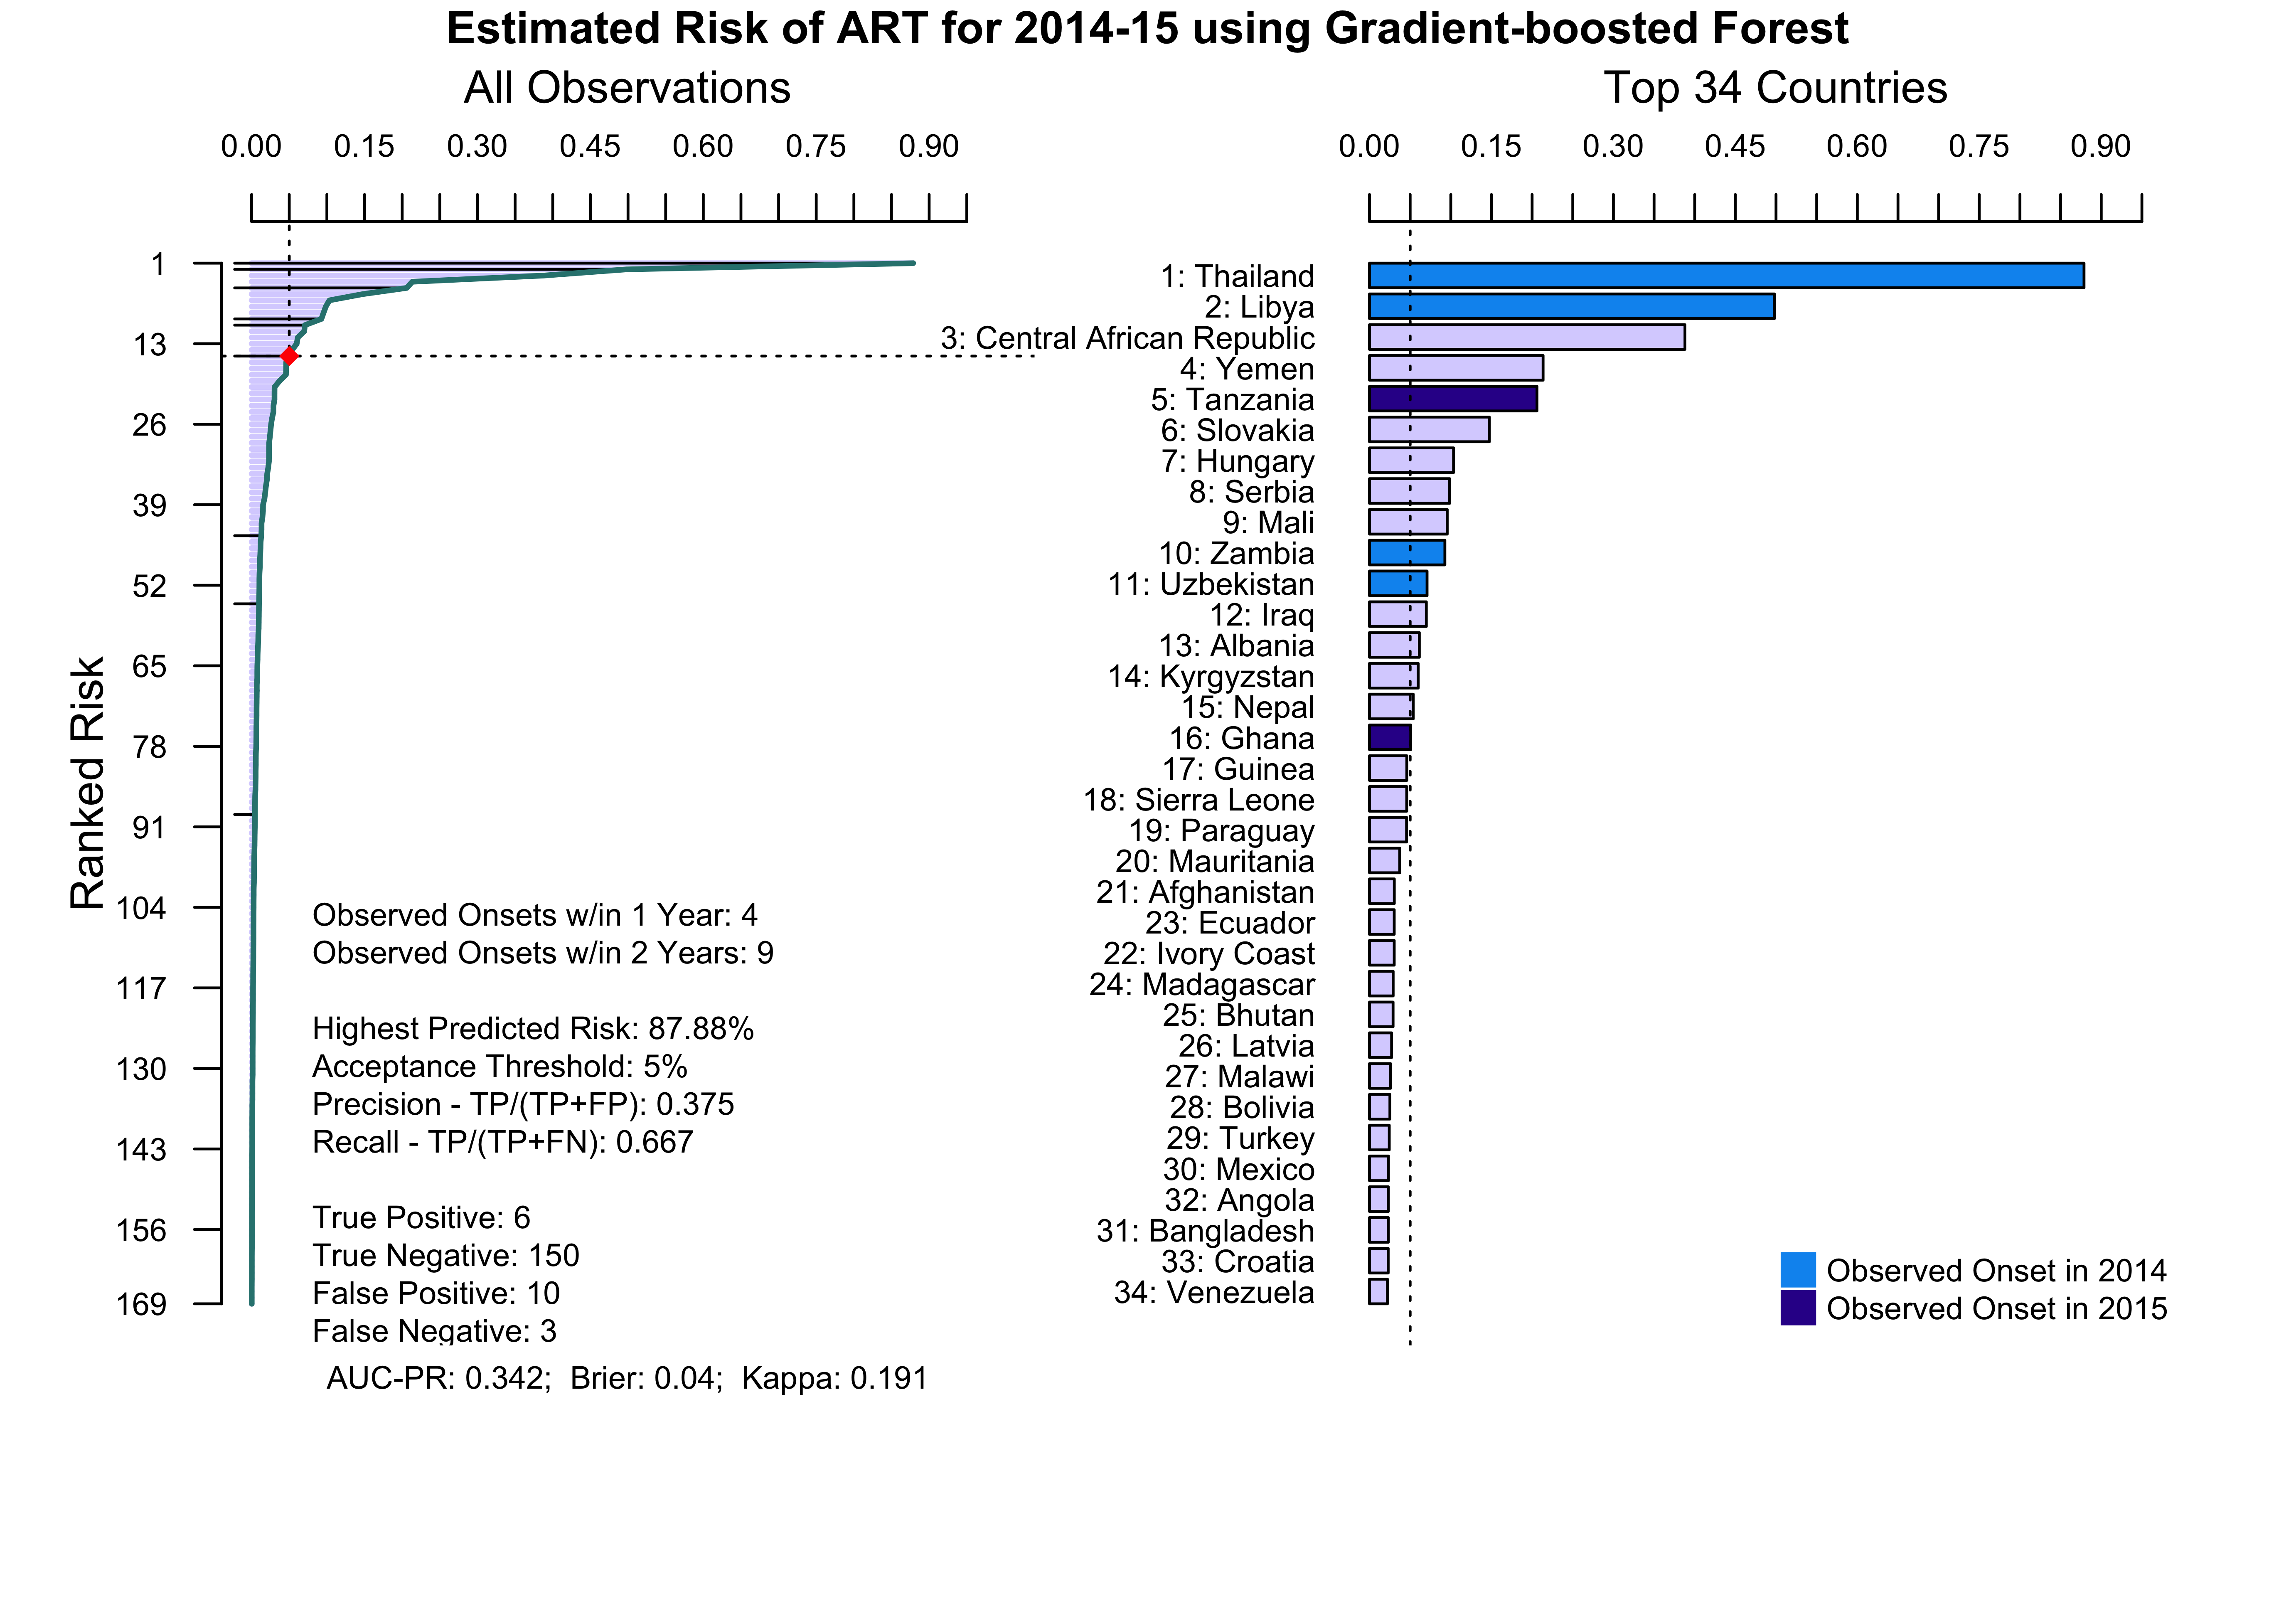 Estimated Risk of ART for 2014-15 using Gradient-boosted Forest
All Observations
0.00 0.15 0.30 0.45 0.60 0.75 0.90
Ranked Risk
1
13
26
39
52
65
78
91
104
117
130
143
156
169
Observed Onsets w/in 1 Year: 4
Observed Onsets w/in 2 Years: 9
Highest Predicted Risk: 87.88%
Acceptance Threshold: 5%
Precision - TP/(TP+FP): 0.375
Recall - TP/(TP+FN): 0.667
True Positive: 6
True Negative: 150
False Positive: 10
False Negative: 3
AUC-PR: 0.342; Brier: 0.04; Kappa: 0.191
Top 34 Countries
0.00 0.15 0.30 0.45 0.60 0.75 0.90
1: Thailand
2: Libya
3: Central African Republic
4: Yemen
5: Tanzania
6: Slovakia
7: Hungary
8: Serbia
9: Mali
10: Zambia
11: Uzbekistan
12: Iraq
13: Albania
14: Kyrgyzstan
15: Nepal
16: Ghana
17: Guinea
18: Sierra Leone
19: Paraguay
20: Mauritania
21: Afghanistan
23: Ecuador
22: Ivory Coast
24: Madagascar
25: Bhutan
26: Latvia
27: Malawi
28: Bolivia
29: Turkey
30: Mexico
32: Angola
31: Bangladesh
33: Croatia
34: Venezuela
Observed Onset in 2014
Observed Onset in 2015